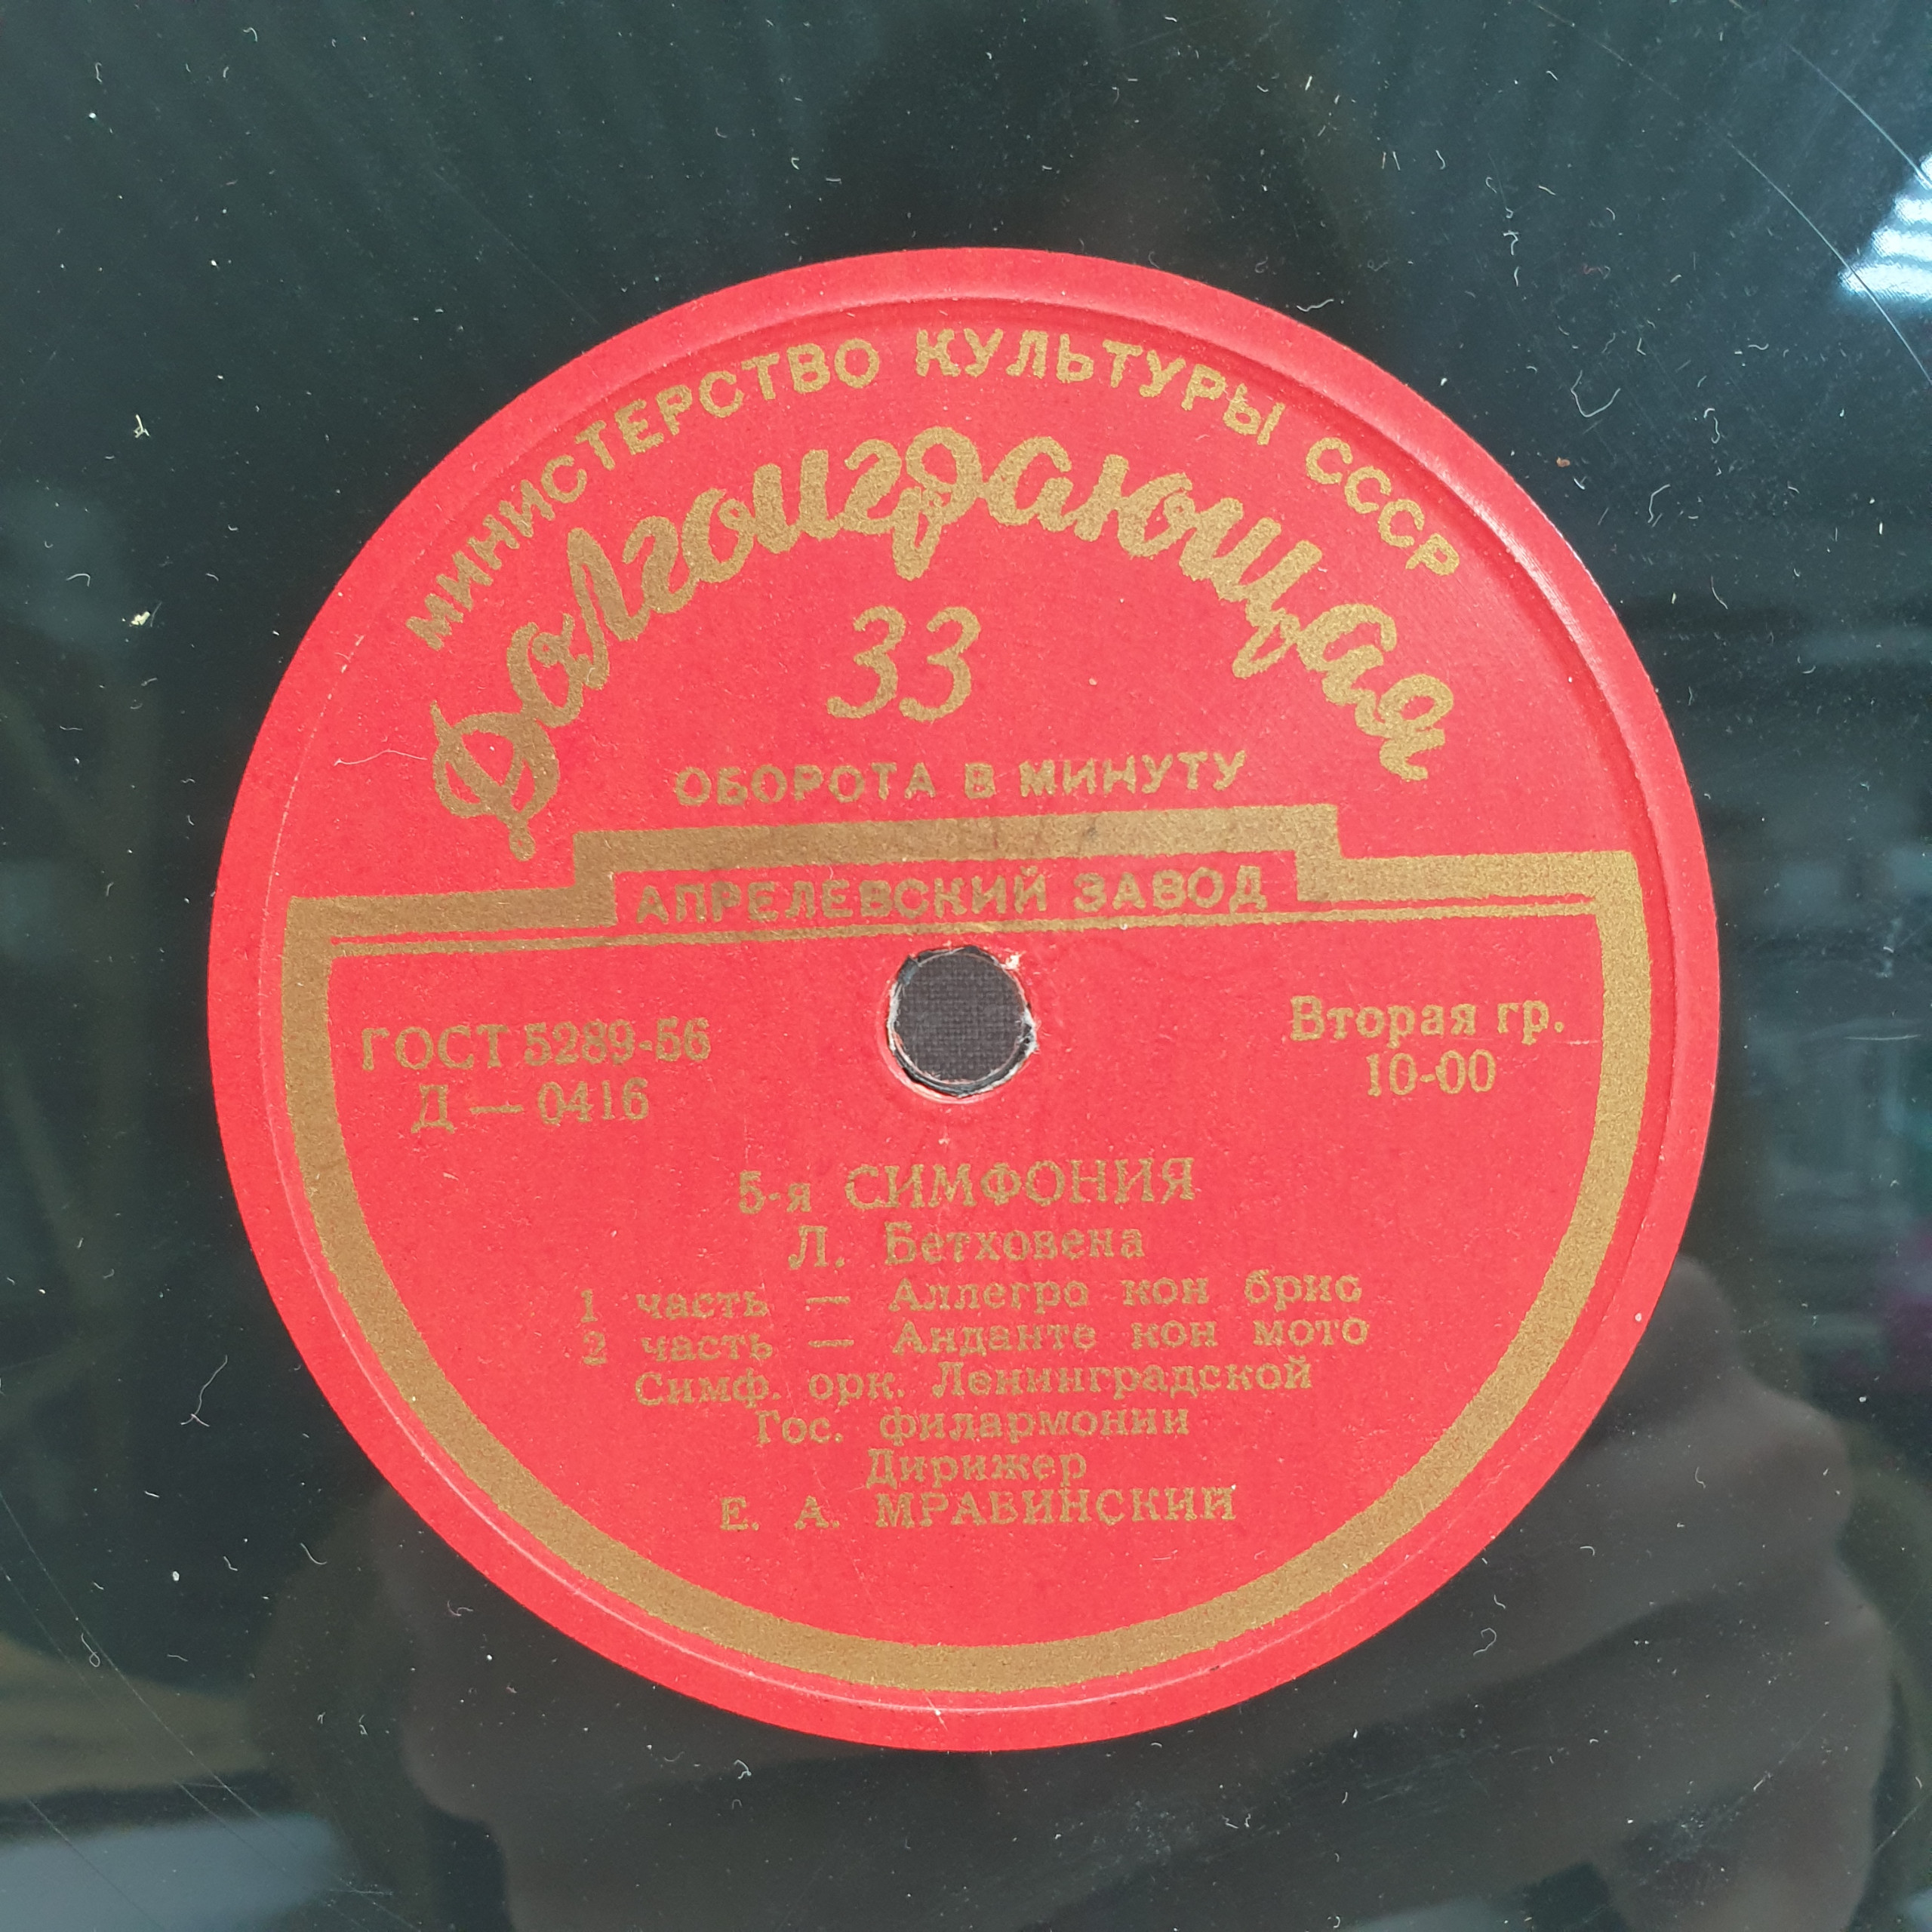 МИНИСТЕРСТВО КУЛЬТУРЫ СССР
Долгоиграющая
33
ОБОРОТА В МИНУТУ
АПРЕЛЕВСКИЙ ЗАВОД
ГОСТ 5289-56
Д — 0416
Вторая гр.
10-00
5-я СИМФОНИЯ
Л. Бетховена
1 часть — Аллегро кон брио
2 часть — Анданте кон мото
Симф. орк. Ленинградской
Гос. филармонии
Дирижер
Е. А. МРАВИНСКИЙ